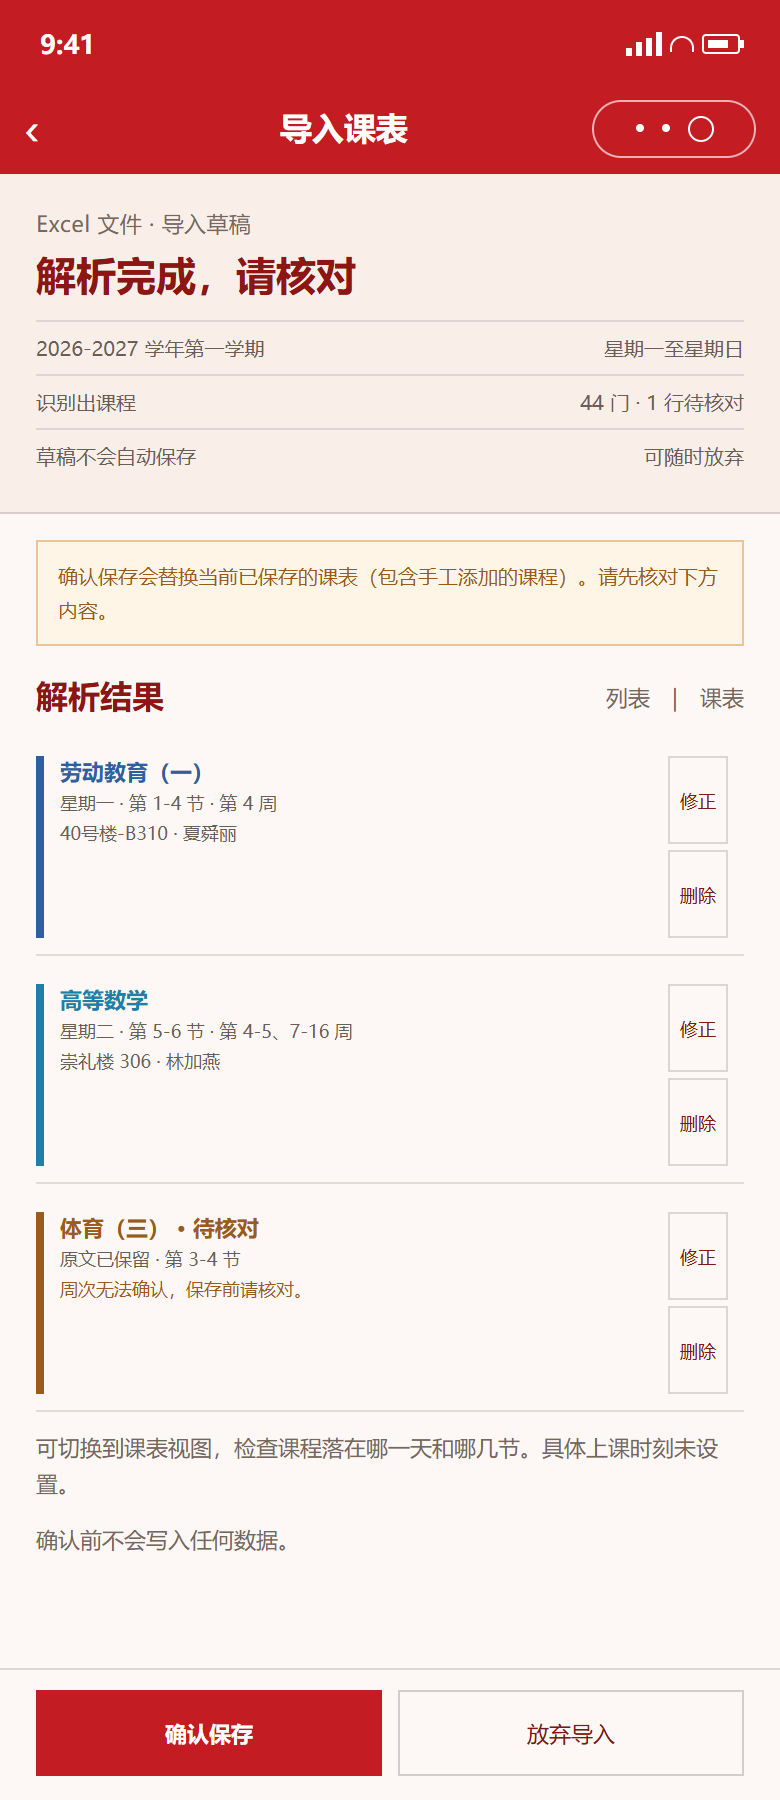 9:41
导入课表
Excel 文件 · 导入草稿
解析完成，请核对
2026-2027 学年第一学期 星期一至星期日
识别出课程 44 门 · 1 行待核对
草稿不会自动保存 可随时放弃
确认保存会替换当前已保存的课表（包含手工添加的课程）。请先核对下方
内容。
解析结果 列表 | 课表
劳动教育（一）
星期一 · 第 1-4 节 · 第 4 周
40号楼-B310 · 夏舜丽
修正
删除
高等数学
星期二 · 第 5-6 节 · 第 4-5、7-16 周
崇礼楼 306 · 林加燕
修正
删除
体育（三）·待核对
原文已保留 · 第 3-4 节
周次无法确认，保存前请核对。
修正
删除
可切换到课表视图，检查课程落在哪一天和哪几节。具体上课时刻未设
置。
确认前不会写入任何数据。
确认保存 放弃导入